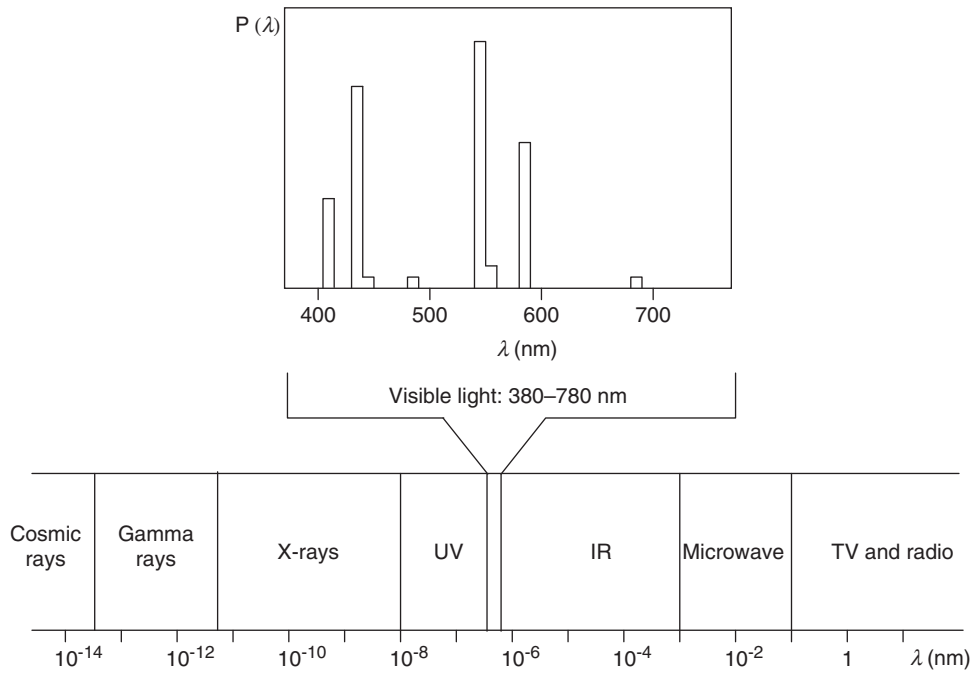 P (λ)
400 500 600 700
λ (nm)
Visible light: 380–780 nm
Cosmic rays
Gamma rays
X-rays
UV
IR
Microwave
TV and radio
10⁻¹⁴ 10⁻¹² 10⁻¹⁰ 10⁻⁸ 10⁻⁶ 10⁻⁴ 10⁻² 1 λ (nm)